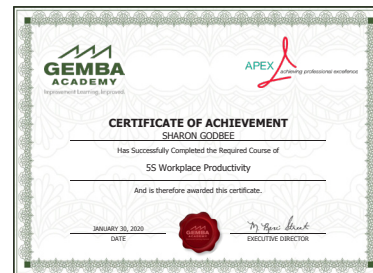 GEMBA
ACADEMY
Improvement Learning, Improved.
APEX
achieving professional excellence
CERTIFICATE OF ACHIEVEMENT
SHARON GODBEE
Has Successfully Completed the Required Course of
5S Workplace Productivity
And is therefore awarded this certificate.
JANUARY 30, 2020
DATE
EXECUTIVE DIRECTOR